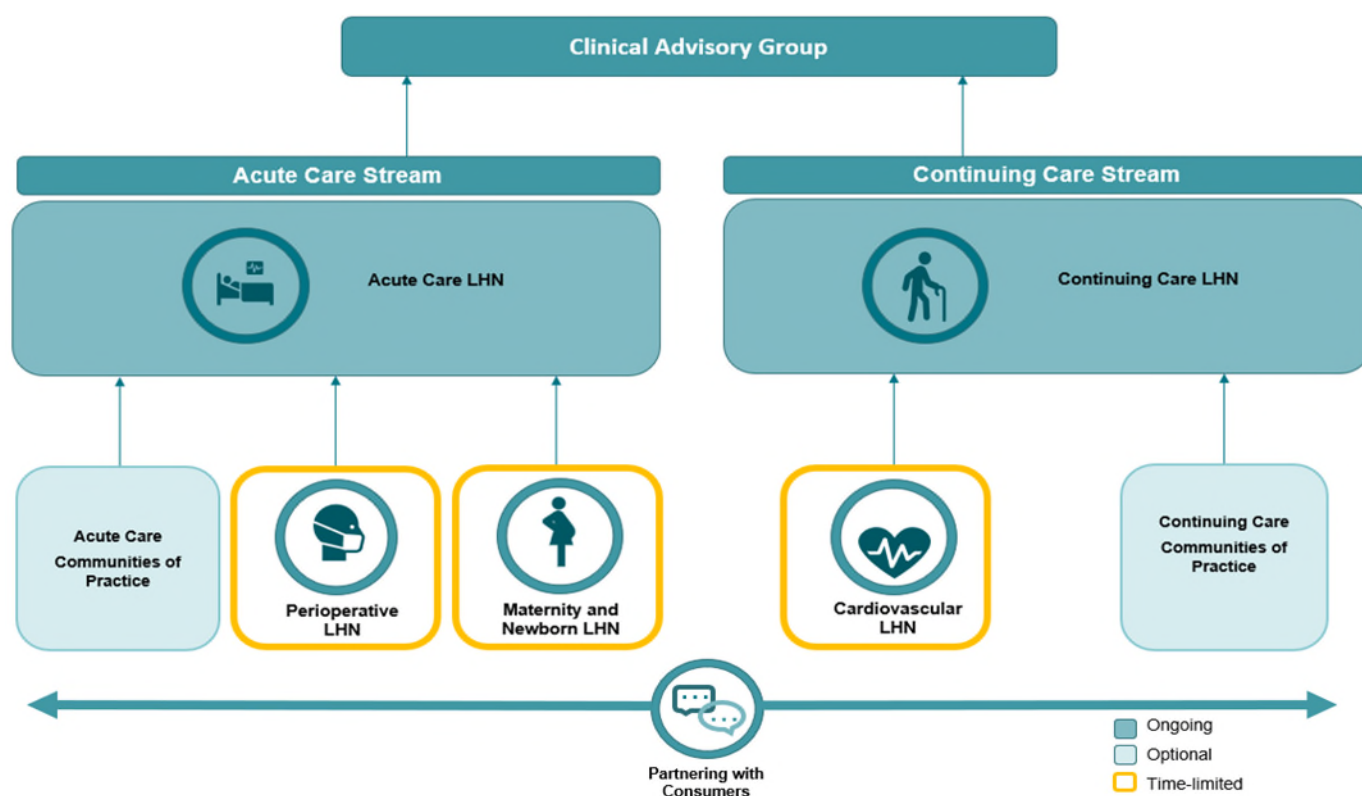 Clinical Advisory Group
Acute Care Stream
Continuing Care Stream
Acute Care LHN
Continuing Care LHN
Acute Care
Communities of
Practice
Perioperative
LHN
Maternity and
Newborn LHN
Cardiovascular
LHN
Continuing Care
Communities of
Practice
Partnering with
Consumers
Ongoing
Optional
Time-limited